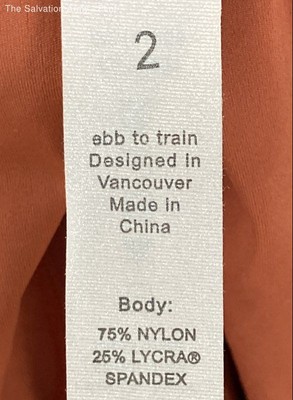 The Salvation
2
ebb to train
Designed in
Vancouver
Made in
China
Body:
75% NYLON
25% LYCRA®
SPANDEX